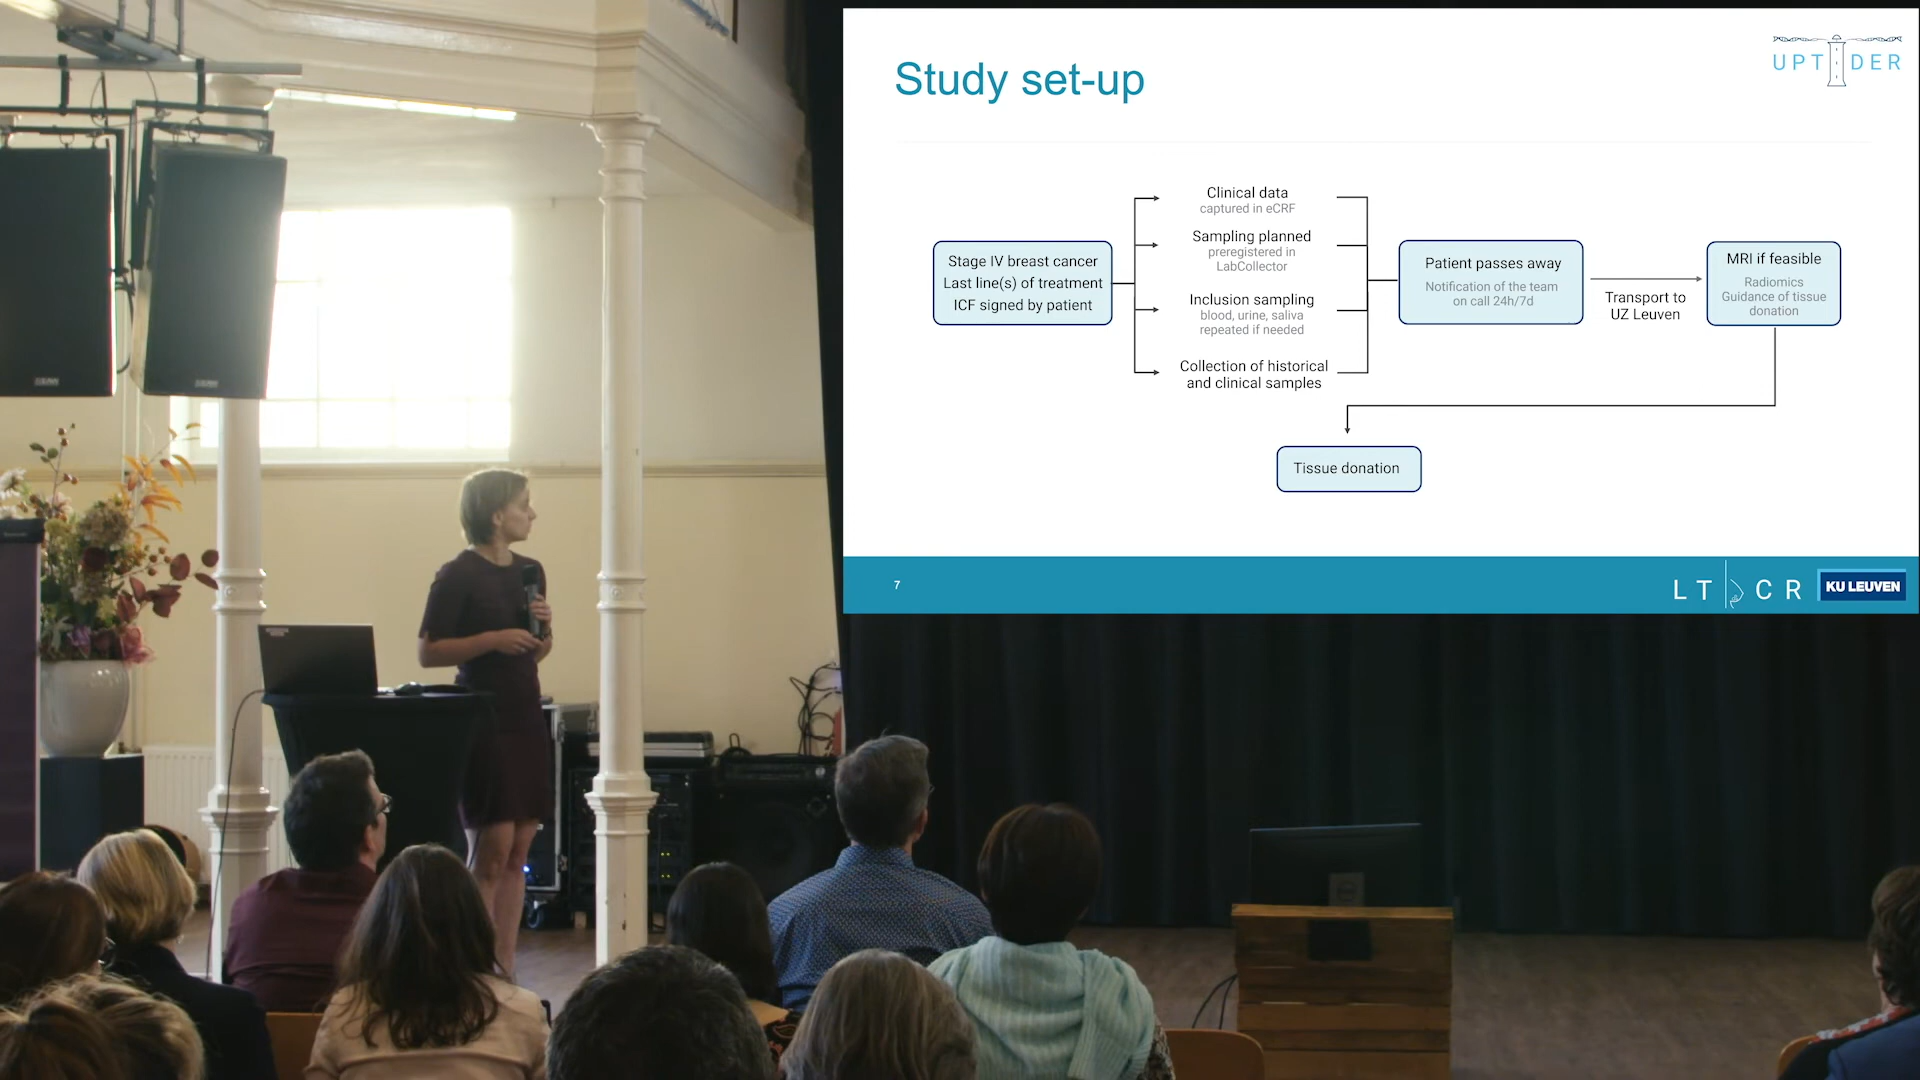 Study set-up
UPTIDER
Clinical data
captured in eCRF
Sampling planned
preregistered in
LabCollector
Stage IV breast cancer
Last line(s) of treatment
ICF signed by patient
Inclusion sampling
blood, urine, saliva
repeated if needed
Collection of historical
and clinical samples
Patient passes away
Notification of the team
on call 24h/7d
Transport to
UZ Leuven
MRI if feasible
Radiomics
Guidance of tissue
donation
Tissue donation
7
LTCR
KU LEUVEN